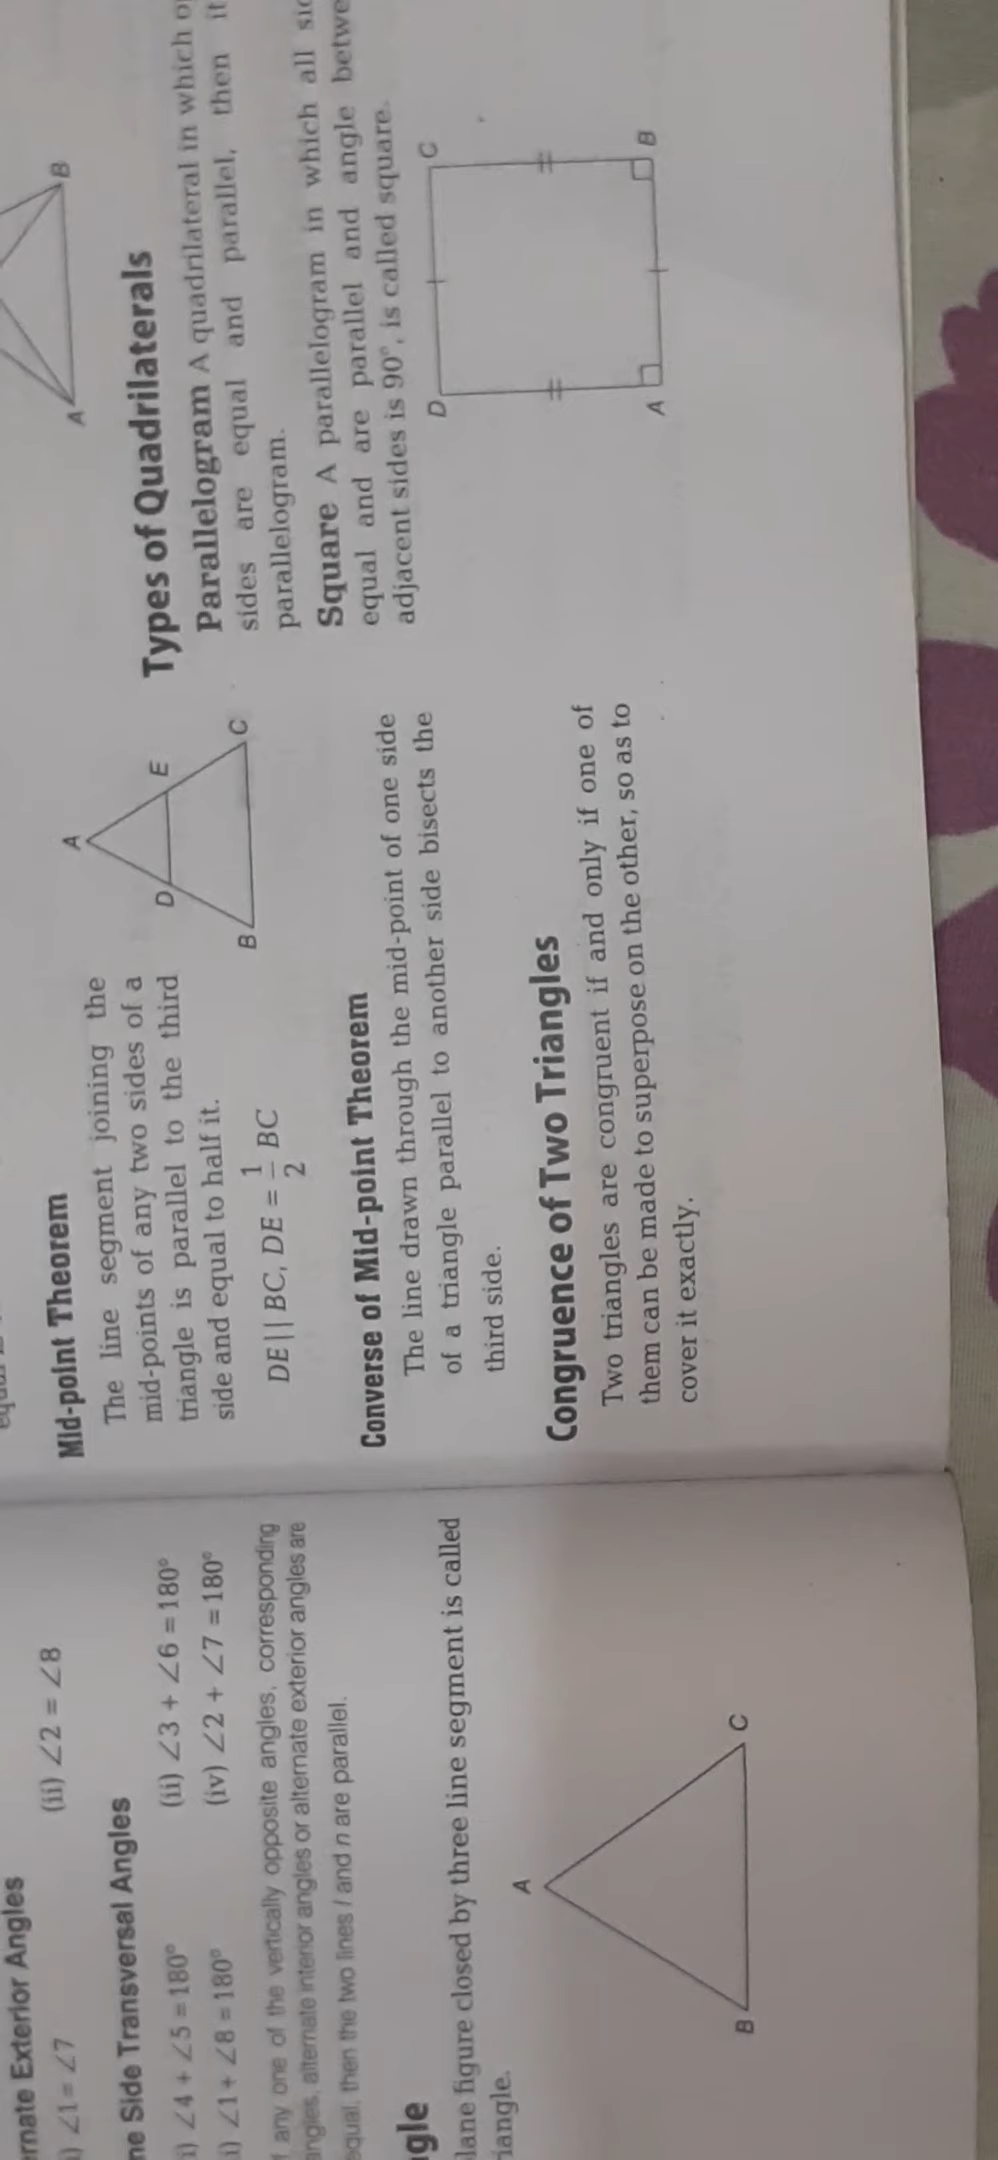 Alternate Exterior Angles
∠1 = ∠7 (ii) ∠2 = ∠8
Side Transversal Angles
∠4 + ∠5 = 180° (ii) ∠3 + ∠6 = 180°
∠1 + ∠8 = 180° (iv) ∠2 + ∠7 = 180°
any one of the vertically opposite angles, corresponding
angles, alternate interior angles or alternate exterior angles are
equal, then the two lines l and n are parallel.
lane figure closed by three line segment is called
A
B
C
Mid-point Theorem
The line segment joining the
mid-points of any two sides of a
triangle is parallel to the third
side and equal to half it.
DE || BC, DE = 1/2 BC
A
D
E
B
C
Converse of Mid-point Theorem
The line drawn through the mid-point of one side
of a triangle parallel to another side bisects the
third side.
Congruence of Two Triangles
Two triangles are congruent if and only if one of
them can be made to superpose on the other, so as to
cover it exactly.
A
B
Types of Quadrilaterals
Parallelogram A quadrilateral in which
sides are equal and parallel, then it
parallelogram.
Square A parallelogram in which all
equal and are parallel and angle
adjacent sides is 90°, is called square.
D
C
A
B